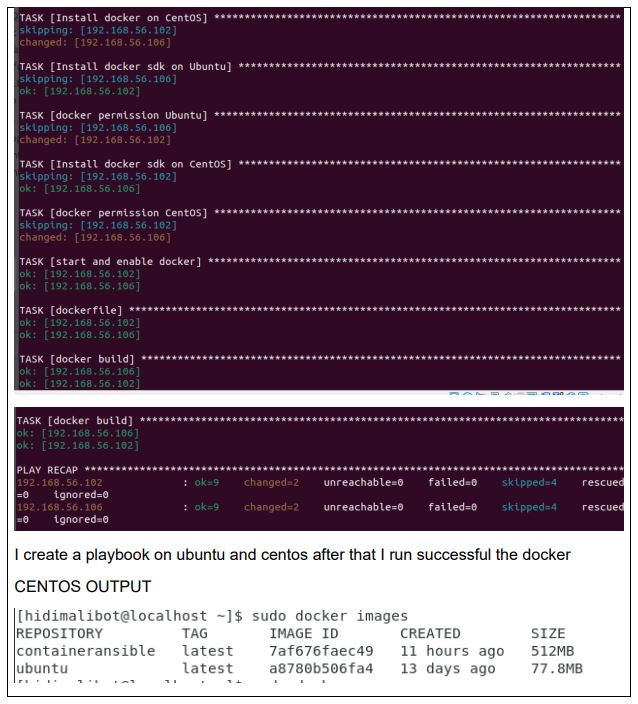 TASK [Install docker on CentOS] *******************************************************************
skipping: [192.168.56.102]
changed: [192.168.56.106]
TASK [Install docker sdk on Ubuntu] ***************************************************************
skipping: [192.168.56.106]
ok: [192.168.56.102]
TASK [docker permission Ubuntu] *******************************************************************
skipping: [192.168.56.106]
changed: [192.168.56.102]
TASK [Install docker sdk on CentOS] ***************************************************************
skipping: [192.168.56.102]
ok: [192.168.56.106]
TASK [docker permission CentOS] *******************************************************************
skipping: [192.168.56.102]
changed: [192.168.56.106]
TASK [start and enable docker] ********************************************************************
ok: [192.168.56.102]
ok: [192.168.56.106]
TASK [dockerfile] *********************************************************************************
ok: [192.168.56.102]
ok: [192.168.56.106]
TASK [docker build] *******************************************************************************
ok: [192.168.56.106]
ok: [192.168.56.102]
TASK [docker build] *******************************************************************************
ok: [192.168.56.106]
ok: [192.168.56.102]
PLAY RECAP ****************************************************************************************
192.168.56.102 : ok=9 changed=2 unreachable=0 failed=0 skipped=4 rescued
=0 ignored=0
192.168.56.106 : ok=9 changed=2 unreachable=0 failed=0 skipped=4 rescued
=0 ignored=0
I create a playbook on ubuntu and centos after that I run successful the docker
CENTOS OUTPUT
[hidimalibot@localhost ~]$ sudo docker images
REPOSITORY TAG IMAGE ID CREATED SIZE
containeransible latest 7af676faec49 11 hours ago 512MB
ubuntu latest a8780b506fa4 13 days ago 77.8MB